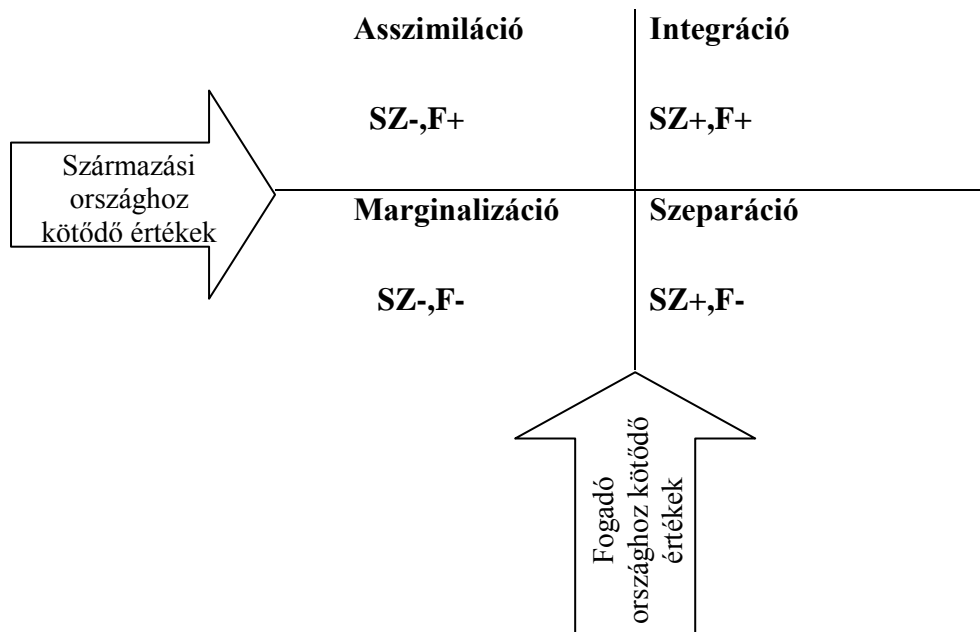 Asszimiláció
Integráció
SZ-,F+
SZ+,F+
Származási
országhoz
kötődő értékek
Marginalizáció
Szeparáció
SZ-,F-
SZ+,F-
Fogadó
országhoz kötődő
értékek